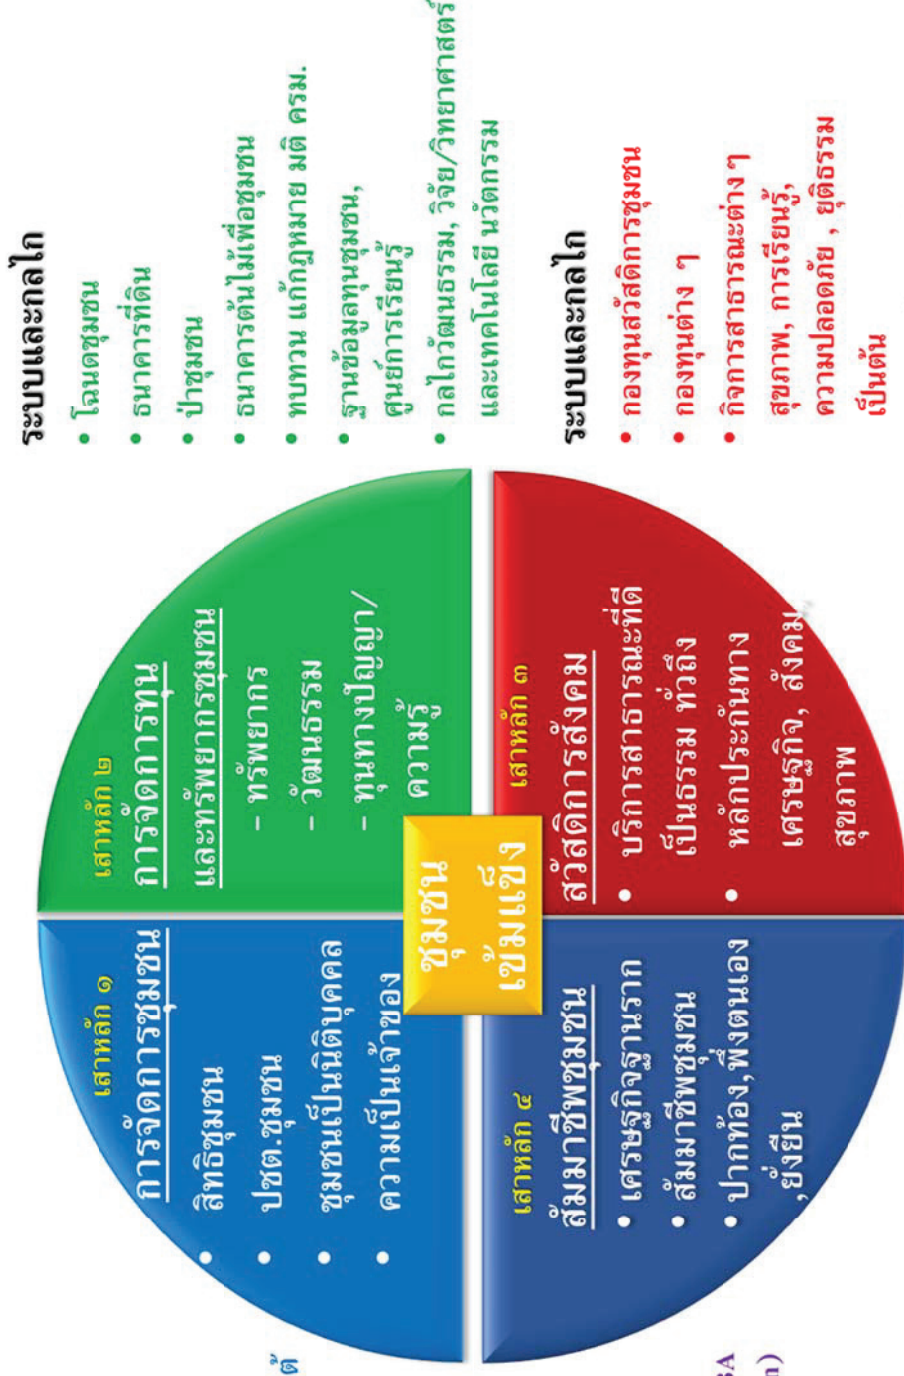 เสาหลัก ๑
การจัดการชุมชน
• สิทธิชุมชน
• ปชต.ชุมชน
• ชุมชนเป็นนิติบุคคล
• ความเป็นเจ้าของ
เสาหลัก ๒
การจัดการทุน
และทรัพยากรชุมชน
– ทรัพยากร
– วัฒนธรรม
– ทุนทางปัญญา/
ความรู้
ระบบและกลไก
• โฉนดชุมชน
• ธนาคารที่ดิน
• ป่าชุมชน
• ธนาคารต้นไม้เพื่อชุมชน
• ทบทวน แก้กฎหมาย มติ ครม.
• ฐานข้อมูลทุนชุมชน,
ศูนย์การเรียนรู้
• กลไกวัฒนธรรม, วิจัย/วิทยาศาสตร์
และเทคโนโลยี นวัตกรรม
ชุมชน
เข้มแข็ง
เสาหลัก ๔
สัมมาชีพชุมชน
• เศรษฐกิจฐานราก
• สัมมาชีพชุมชน
• ปากท้อง,พึ่งตนเอง
,ยั่งยืน
เสาหลัก ๓
สวัสดิการสังคม
• บริการสาธารณะที่ดี
เป็นธรรม ทั่วถึง
• หลักประกันทาง
เศรษฐกิจ, สังคม,
สุขภาพ
ระบบและกลไก
• กองทุนสวัสดิการชุมชน
• กองทุนต่าง ๆ
• กิจการสาธารณะต่าง ๆ
สุขภาพ, การเรียนรู้,
ความปลอดภัย , ยุติธรรม
เป็นต้น